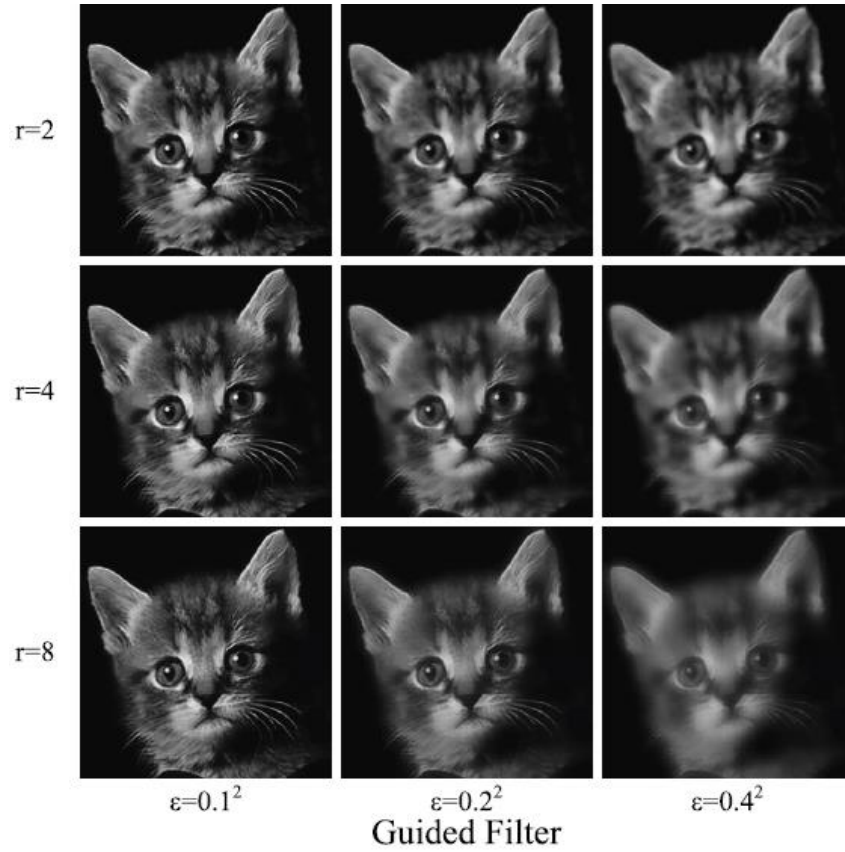 r=2
r=4
r=8
ε=0.1²
ε=0.2²
ε=0.4²
Guided Filter